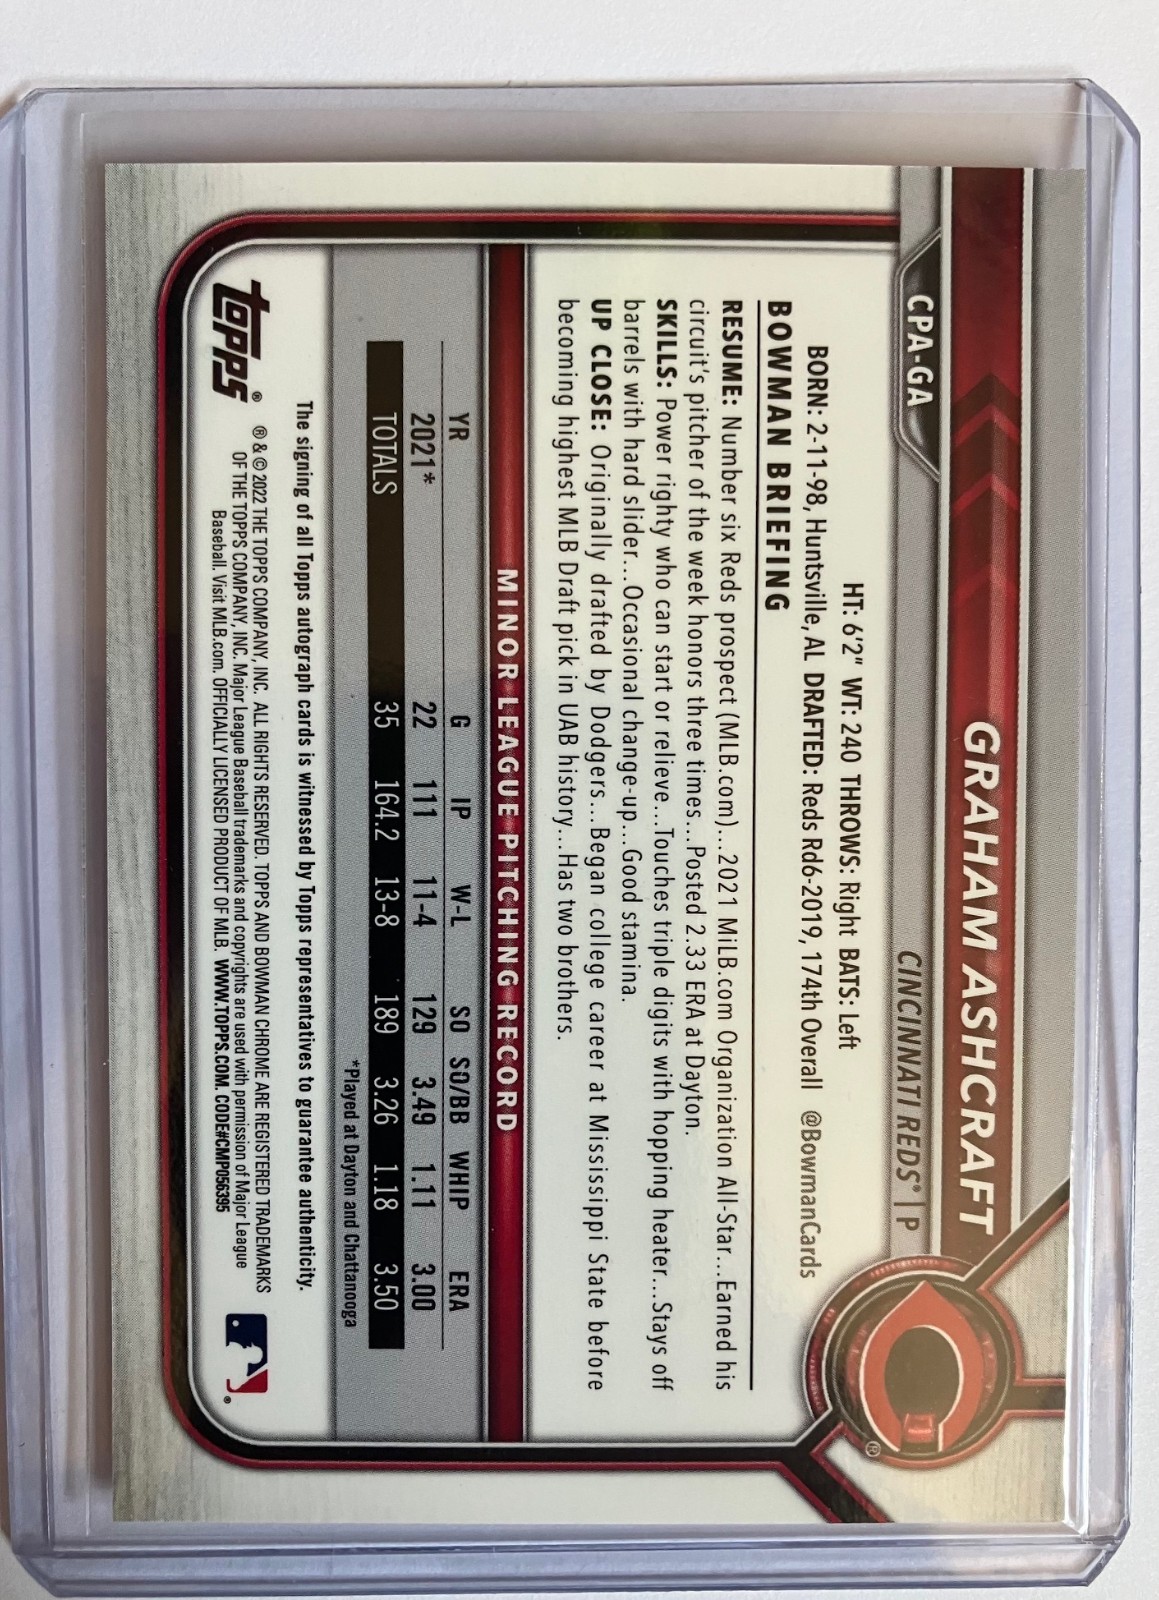 GRAHAM ASHCRAFT
CPA-GA
CINCINNATI REDS® | P
HT: 6'2" WT: 240 THROWS: Right BATS: Left
BORN: 2-11-98, Huntsville, AL DRAFTED: Reds Rd6-2019, 174th Overall @BowmanCards
BOWMAN BRIEFING
RESUME: Number six Reds prospect (MLB.com)...2021 MiLB.com Organization All-Star...Earned his
circuit's pitcher of the week honors three times...Posted 2.33 ERA at Dayton.
SKILLS: Power righty who can start or relieve...Touches triple digits with hopping heater...Stays off
barrels with hard slider...Occasional change-up...Good stamina.
UP CLOSE: Originally drafted by Dodgers...Began college career at Mississippi State before
becoming highest MLB Draft pick in UAB history...Has two brothers.
MINOR LEAGUE PITCHING RECORD
YR G IP W-L SO SO/BB WHIP ERA
2021* 22 111 11-4 129 3.49 1.11 3.00
TOTALS 35 164.2 13-8 189 3.26 1.18 3.50
*Played at Dayton and Chattanooga
The signing of all Topps autograph cards is witnessed by Topps representatives to guarantee authenticity.
topps®
® & © 2022 THE TOPPS COMPANY, INC. ALL RIGHTS RESERVED. TOPPS AND BOWMAN CHROME ARE REGISTERED TRADEMARKS
OF THE TOPPS COMPANY, INC. Major League Baseball trademarks and copyrights are used with permission of Major League
Baseball. Visit MLB.com. OFFICIALLY LICENSED PRODUCT OF MLB. WWW.TOPPS.COM. CODE#CMP056395